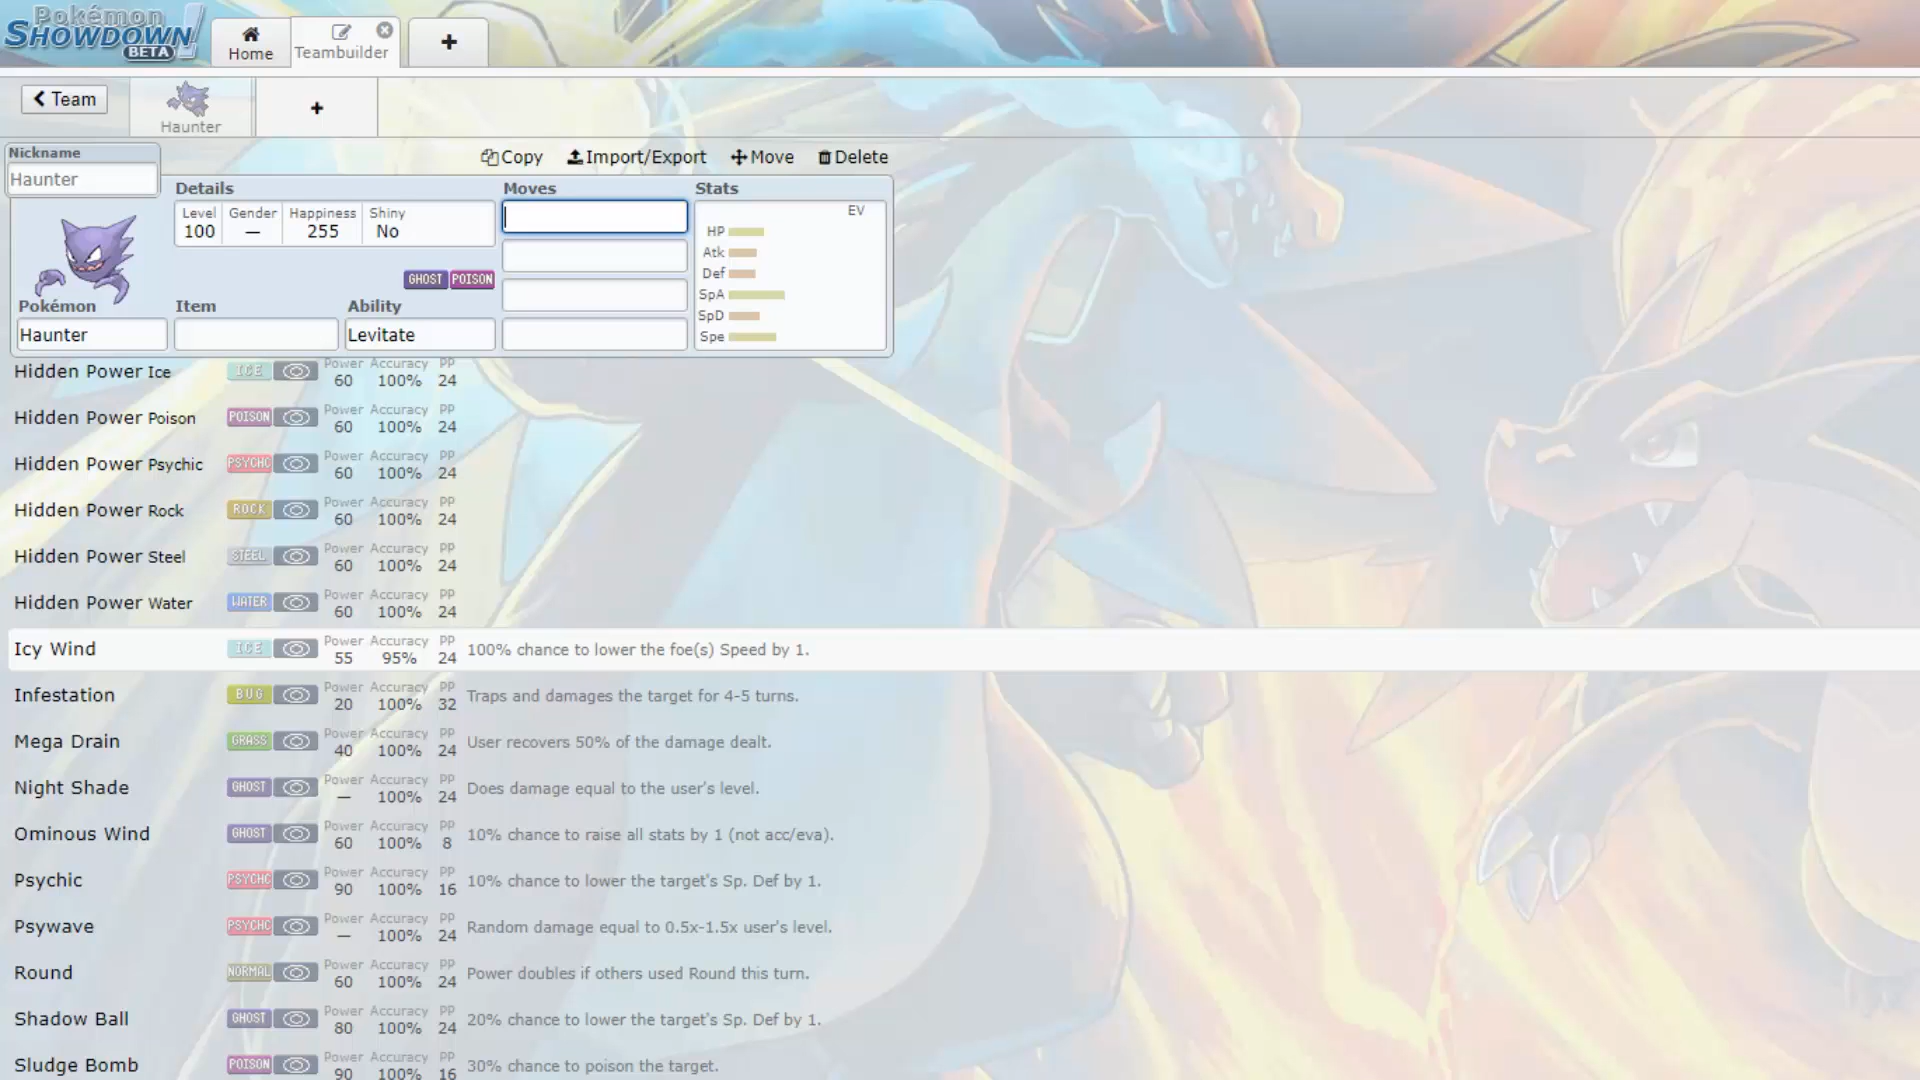 Pokémon
SHOWDOWN!
BETA
Home
Teambuilder
+
Team
Haunter
+
Nickname
Haunter
Copy
Import/Export
Move
Delete
Details
Moves
Stats
Level
Gender
Happiness
Shiny
100
—
255
No
EV
HP
Atk
Def
SpA
SpD
Spe
GHOST
POISON
Pokémon
Item
Ability
Haunter
Levitate
Hidden Power Ice ICE Power 60 Accuracy 100% PP 24
Hidden Power Poison POISON Power 60 Accuracy 100% PP 24
Hidden Power Psychic PSYCHC Power 60 Accuracy 100% PP 24
Hidden Power Rock ROCK Power 60 Accuracy 100% PP 24
Hidden Power Steel STEEL Power 60 Accuracy 100% PP 24
Hidden Power Water WATER Power 60 Accuracy 100% PP 24
Icy Wind ICE Power 55 Accuracy 95% PP 24 100% chance to lower the foe(s) Speed by 1.
Infestation BUG Power 20 Accuracy 100% PP 32 Traps and damages the target for 4-5 turns.
Mega Drain GRASS Power 40 Accuracy 100% PP 24 User recovers 50% of the damage dealt.
Night Shade GHOST Power — Accuracy 100% PP 24 Does damage equal to the user's level.
Ominous Wind GHOST Power 60 Accuracy 100% PP 8 10% chance to raise all stats by 1 (not acc/eva).
Psychic PSYCHC Power 90 Accuracy 100% PP 16 10% chance to lower the target's Sp. Def by 1.
Psywave PSYCHC Power — Accuracy 100% PP 24 Random damage equal to 0.5x-1.5x user's level.
Round NORMAL Power 60 Accuracy 100% PP 24 Power doubles if others used Round this turn.
Shadow Ball GHOST Power 80 Accuracy 100% PP 24 20% chance to lower the target's Sp. Def by 1.
Sludge Bomb POISON Power 90 Accuracy 100% PP 16 30% chance to poison the target.